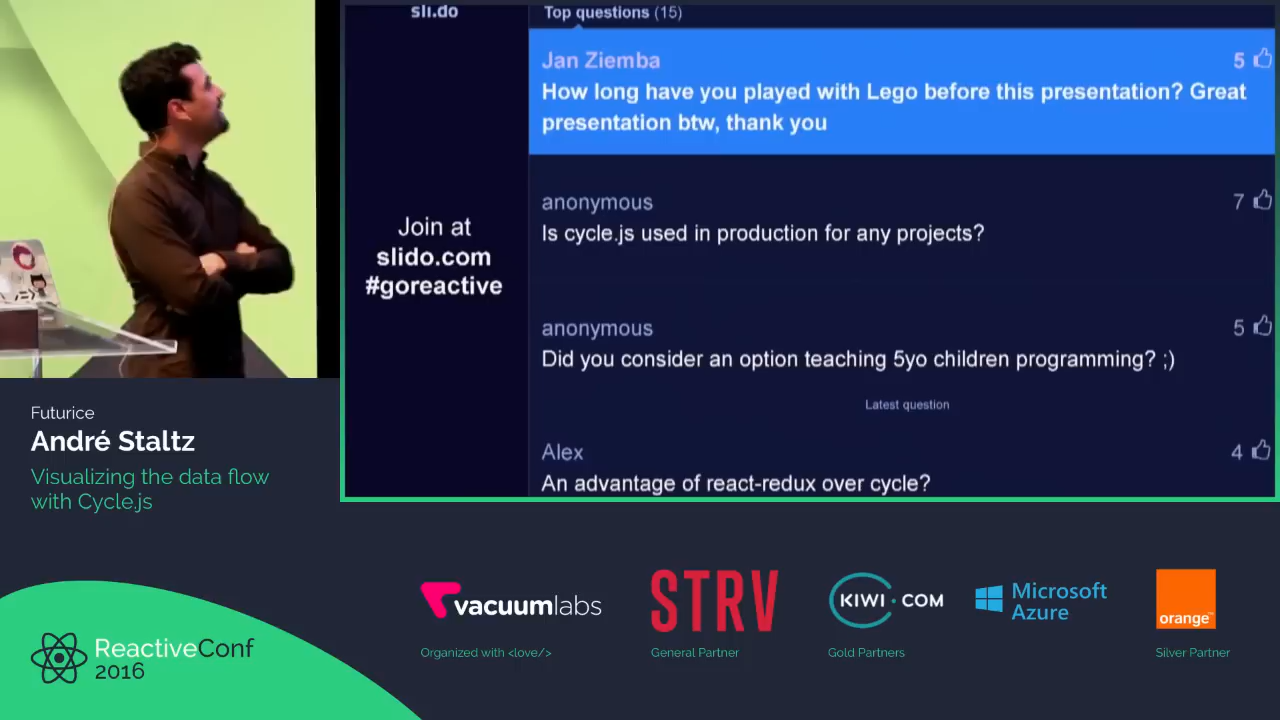 sli.do
Top questions (15)
Jan Ziemba
5
How long have you played with Lego before this presentation? Great
presentation btw, thank you
anonymous
7
Is cycle.js used in production for any projects?
Join at
slido.com
#goreactive
anonymous
5
Did you consider an option teaching 5yo children programming? ;)
Latest question
Alex
4
An advantage of react-redux over cycle?
Futurice
André Staltz
Visualizing the data flow
with Cycle.js
ReactiveConf
2016
vacuumlabs
Organized with <love/>
STRV
General Partner
KIWI.COM
Gold Partners
Microsoft
Azure
orange™
Silver Partner